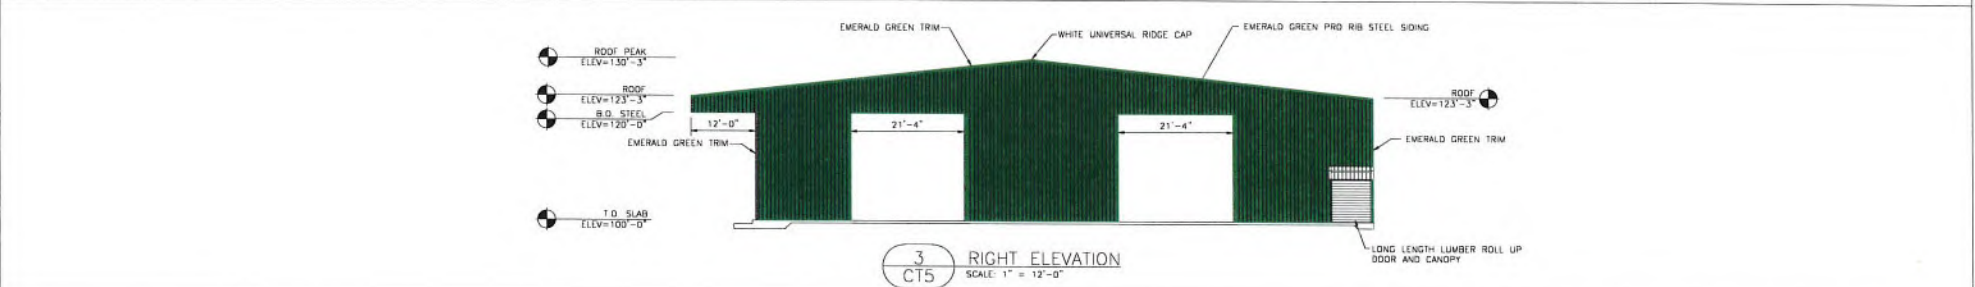 EMERALD GREEN TRIM
WHITE UNIVERSAL RIDGE CAP
EMERALD GREEN PRO RIB STEEL SIDING
ROOF PEAK
ELEV=130'-3"
ROOF
ELEV=123'-3"
B.O. STEEL
ELEV=120'-0"
ROOF
ELEV=123'-3"
12'-0"
21'-4"
21'-4"
EMERALD GREEN TRIM
EMERALD GREEN TRIM
T.O SLAB
ELEV=100'-0"
LONG LENGTH LUMBER ROLL UP
DOOR AND CANOPY
3
CT5
RIGHT ELEVATION
SCALE: 1" = 12'-0"